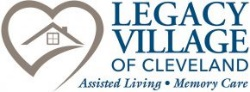 LEGACY
VILLAGE
OF CLEVELAND
Assisted Living • Memory Care